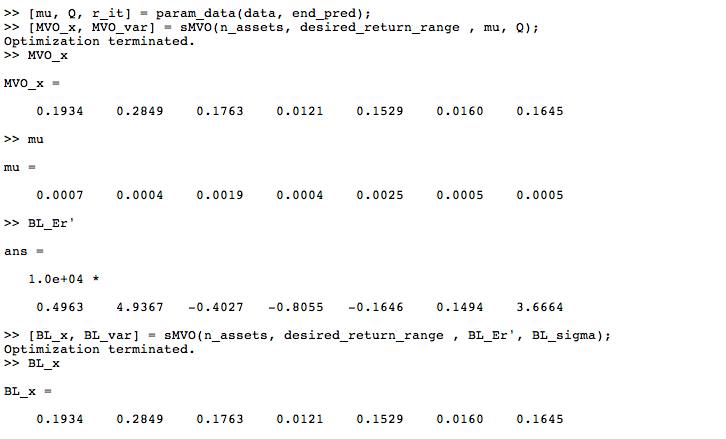 >> [mu, Q, r_it] = param_data(data, end_pred);
>> [MVO_x, MVO_var] = sMVO(n_assets, desired_return_range , mu, Q);
Optimization terminated.
>> MVO_x
MVO_x =
0.1934 0.2849 0.1763 0.0121 0.1529 0.0160 0.1645
>> mu
mu =
0.0007 0.0004 0.0019 0.0004 0.0025 0.0005 0.0005
>> BL_Er'
ans =
1.0e+04 *
0.4963 4.9367 -0.4027 -0.8055 -0.1646 0.1494 3.6664
>> [BL_x, BL_var] = sMVO(n_assets, desired_return_range , BL_Er', BL_sigma);
Optimization terminated.
>> BL_x
BL_x =
0.1934 0.2849 0.1763 0.0121 0.1529 0.0160 0.1645